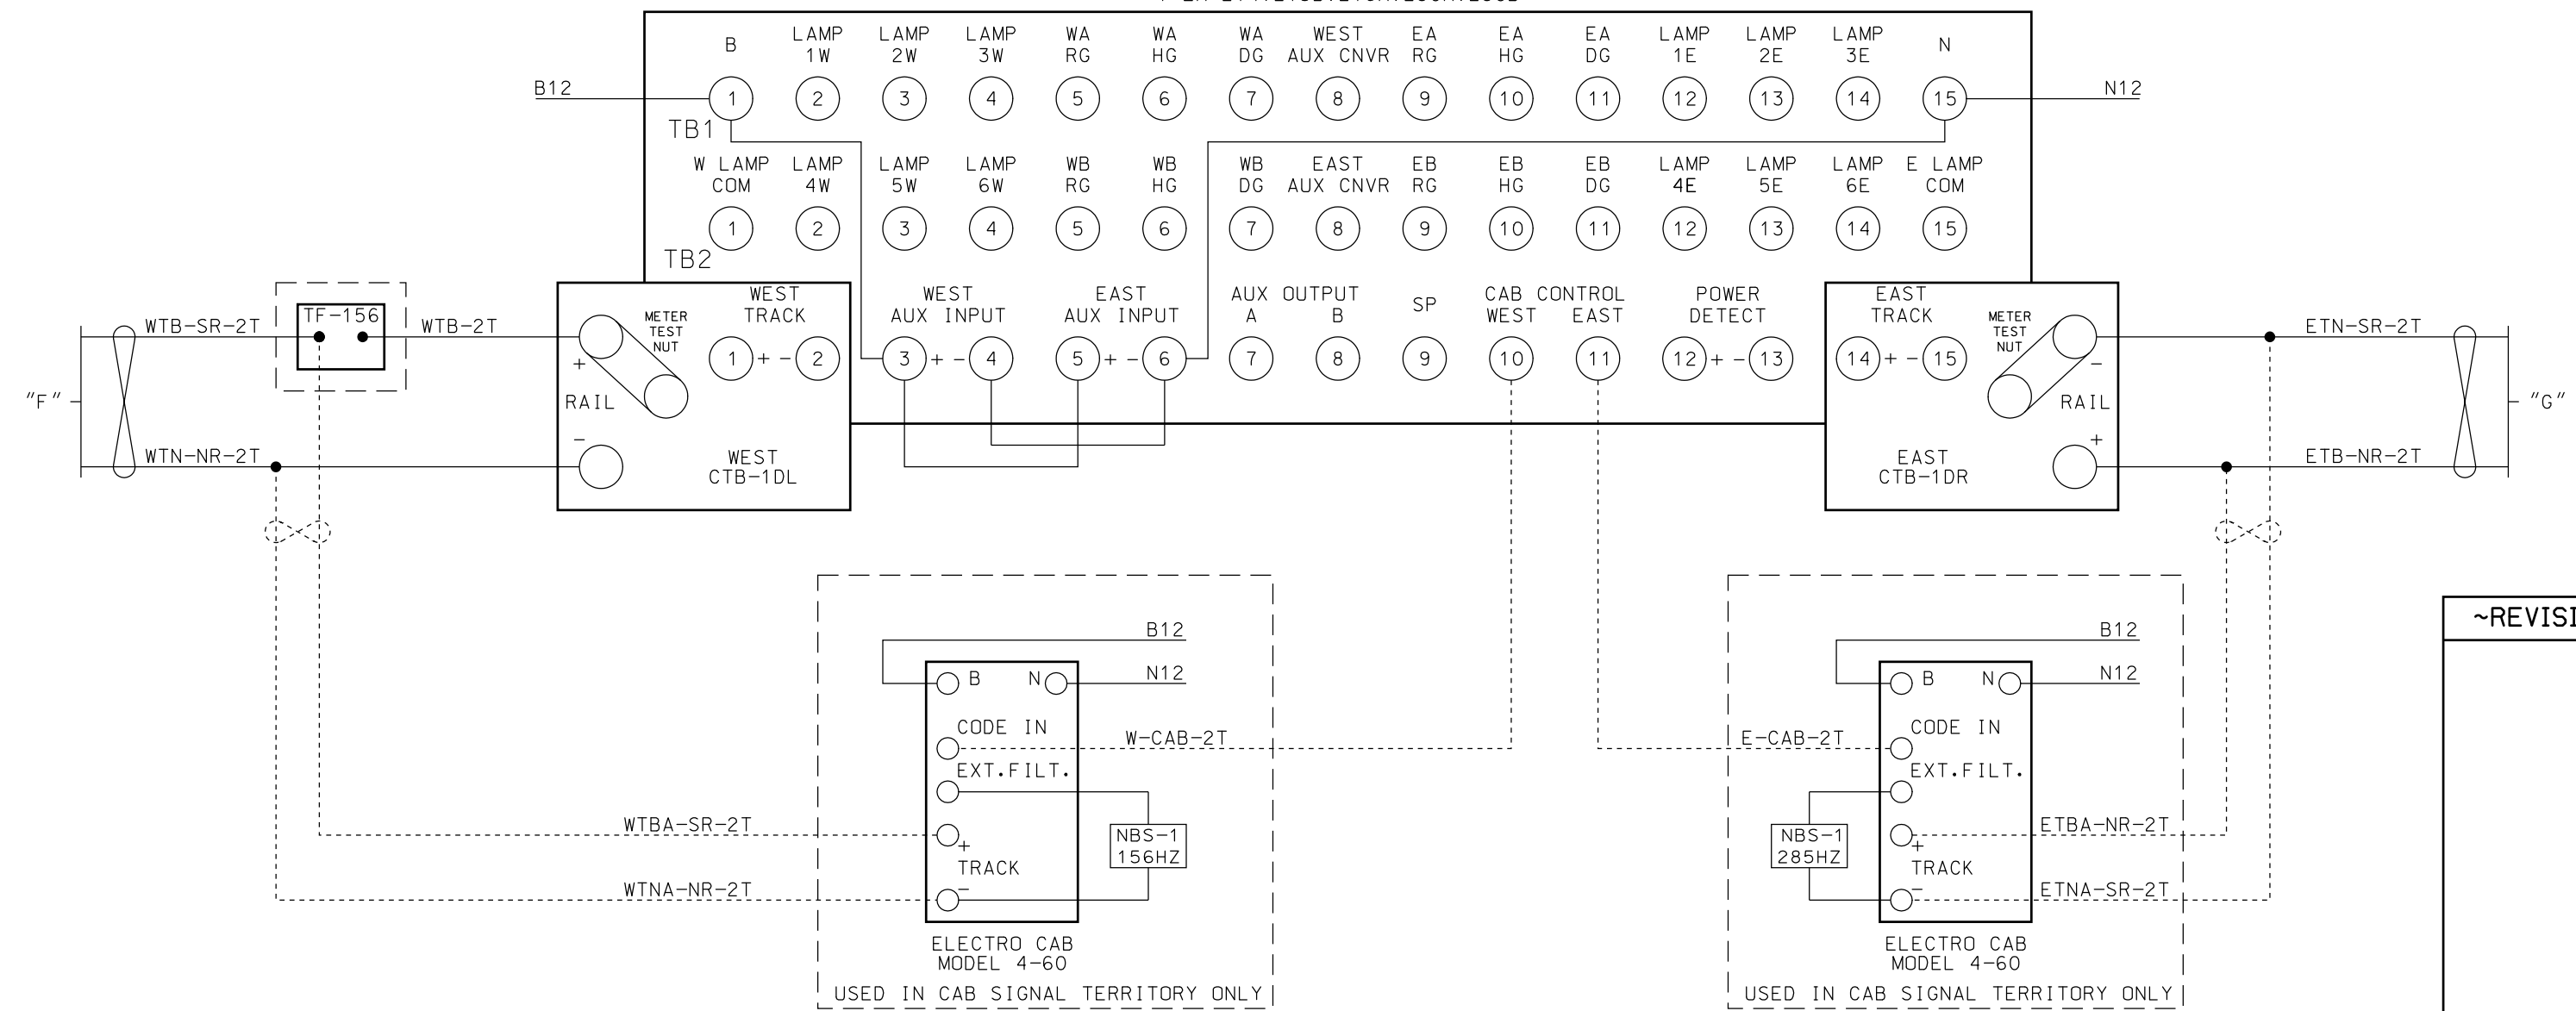 B
LAMP 1W
LAMP 2W
LAMP 3W
WA RG
WA HG
WA DG
WEST AUX CNVR
EA RG
EA HG
EA DG
LAMP 1E
LAMP 2E
LAMP 3E
N
B12
1 2 3 4 5 6 7 8 9 10 11 12 13 14 15
N12
TB1
W LAMP COM
LAMP 4W
LAMP 5W
LAMP 6W
WB RG
WB HG
WB DG
EAST AUX CNVR
EB RG
EB HG
EB DG
LAMP 4E
LAMP 5E
LAMP 6E
E LAMP COM
1 2 3 4 5 6 7 8 9 10 11 12 13 14 15
TB2
WEST TRACK
WEST AUX INPUT
EAST AUX INPUT
AUX OUTPUT
A B
SP
CAB CONTROL
WEST EAST
POWER DETECT
EAST TRACK
1 + - 2 3 + - 4 5 + - 6 7 8 9 10 11 12 + - 13 14 + - 15
"F"
WTB-SR-2T
TF-156
WTB-2T
WTN-NR-2T
METER
TEST
NUT
+
RAIL
-
WEST
CTB-1DL
METER
TEST
NUT
-
RAIL
+
EAST
CTB-1DR
ETN-SR-2T
ETB-NR-2T
"G"
B12
B N
N12
CODE IN
W-CAB-2T
EXT.FILT.
NBS-1
156HZ
WTBA-SR-2T
+
TRACK
-
WTNA-NR-2T
ELECTRO CAB
MODEL 4-60
USED IN CAB SIGNAL TERRITORY ONLY
B12
B N
N12
CODE IN
E-CAB-2T
EXT.FILT.
NBS-1
285HZ
ETBA-NR-2T
+
TRACK
-
ETNA-SR-2T
ELECTRO CAB
MODEL 4-60
USED IN CAB SIGNAL TERRITORY ONLY